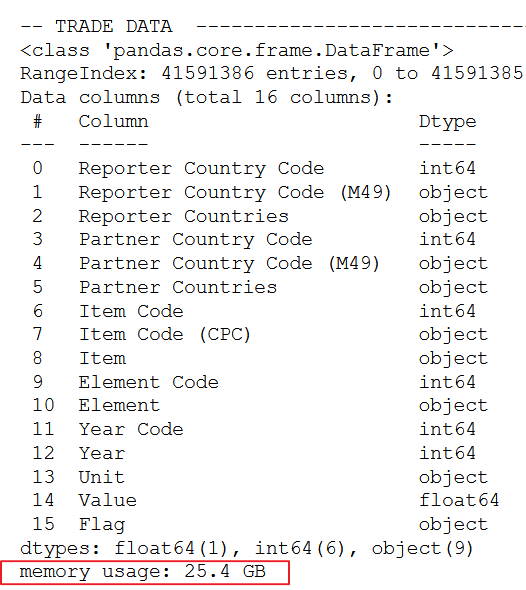 -- TRADE DATA -----------------------------
<class 'pandas.core.frame.DataFrame'>
RangeIndex: 41591386 entries, 0 to 41591385
Data columns (total 16 columns):
 #   Column                       Dtype
---  ------                       -----
 0   Reporter Country Code        int64
 1   Reporter Country Code (M49)  object
 2   Reporter Countries           object
 3   Partner Country Code         int64
 4   Partner Country Code (M49)   object
 5   Partner Countries            object
 6   Item Code                    int64
 7   Item Code (CPC)              object
 8   Item                         object
 9   Element Code                 int64
 10  Element                      object
 11  Year Code                    int64
 12  Year                         int64
 13  Unit                         object
 14  Value                        float64
 15  Flag                         object
dtypes: float64(1), int64(6), object(9)
memory usage: 25.4 GB